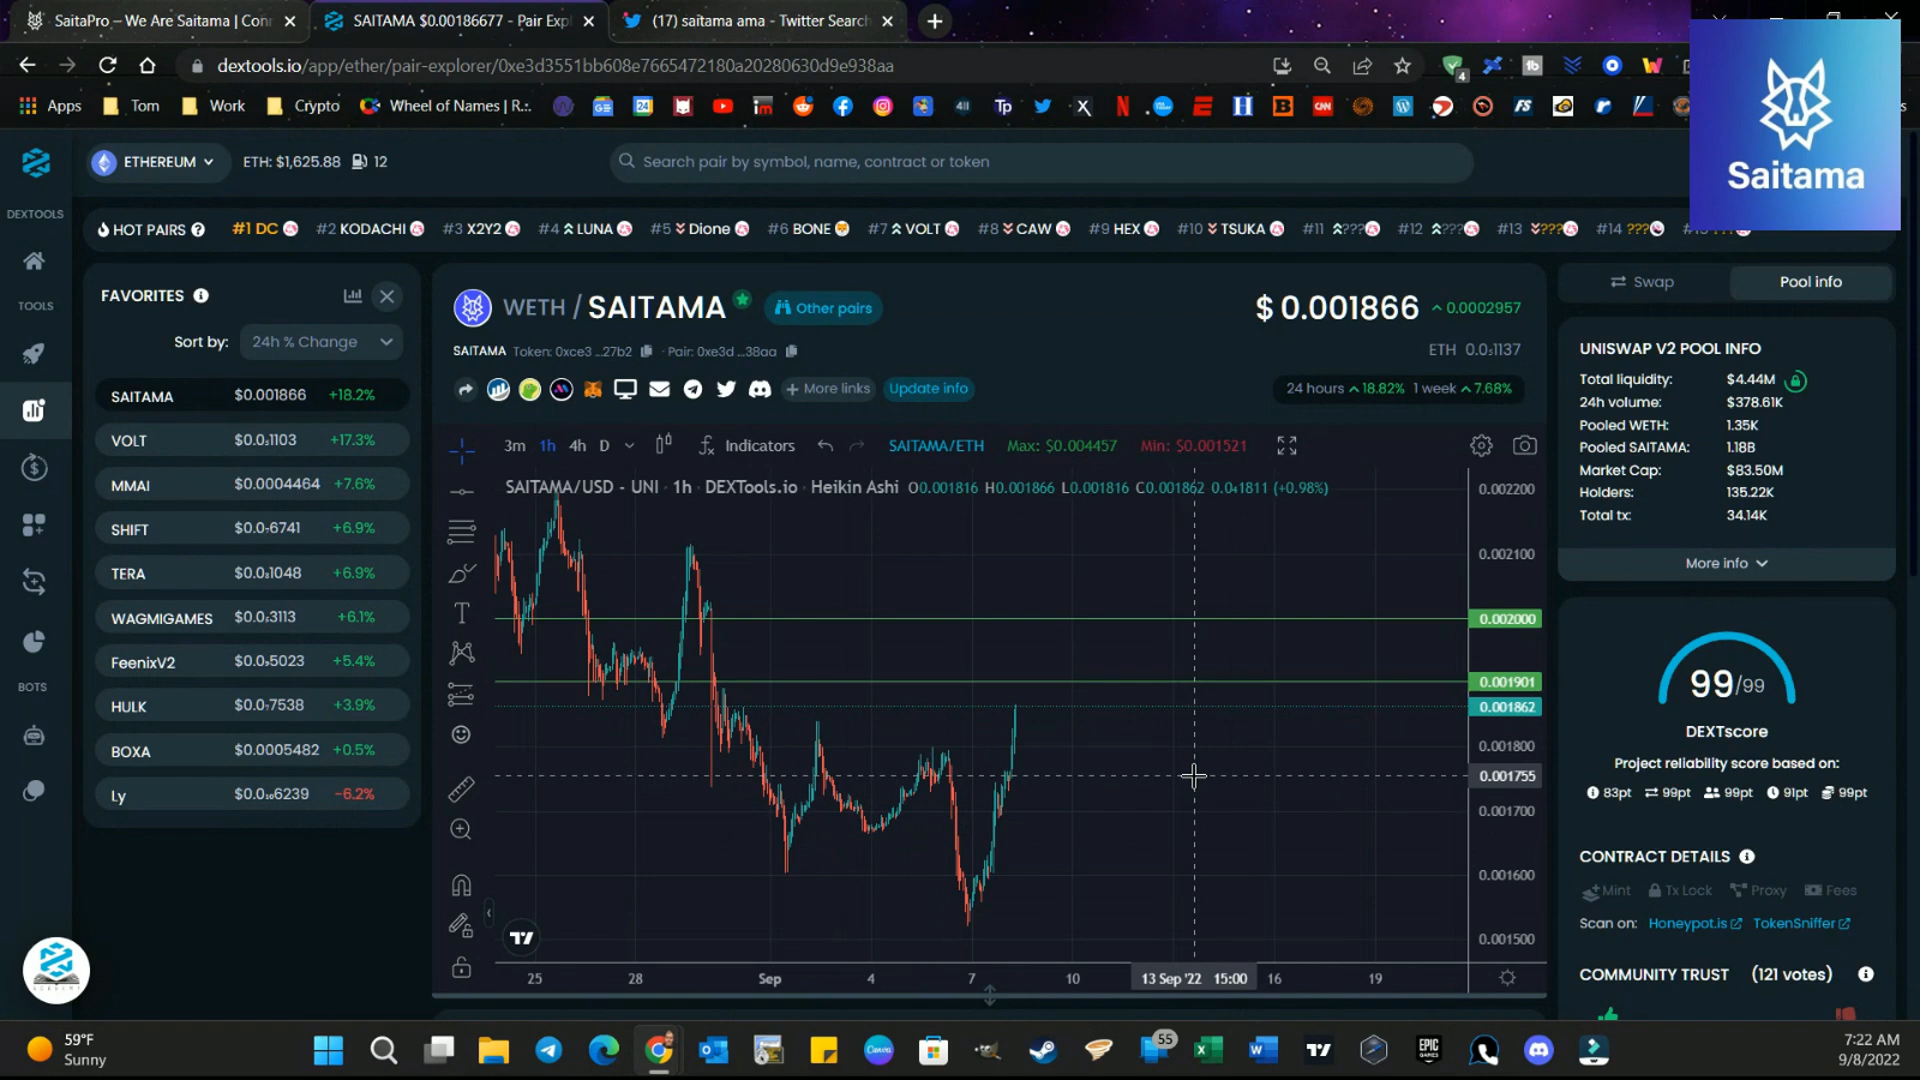 SaitaPro – We Are Saitama | Conr
SAITAMA $0.00186677 - Pair Exp
(17) saitama ama - Twitter Search
dextools.io/app/ether/pair-explorer/0xe3d3551bb608e7665472180a20280630d9e938aa
4
Apps
Tom
Work
Crypto
Wheel of Names | R...
Saitama
ETHEREUM
ETH: $1,625.88
12
Search pair by symbol, name, contract or token
DEXTOOLS
HOT PAIRS
#1 DC
#2 KODACHI
#3 X2Y2
#4 LUNA
#5 Dione
#6 BONE
#7 VOLT
#8 CAW
#9 HEX
#10 TSUKA
#11 ???
#12 ???
#13 ???
#14 ???
TOOLS
BOTS
FAVORITES
Sort by: 24h % Change
SAITAMA $0.001866 +18.2%
VOLT $0.0₅1103 +17.3%
MMAI $0.0004464 +7.6%
SHIFT +6.9%
TERA +6.9%
WAGMIGAMES +6.1%
FeenixV2 +5.4%
HULK +3.9%
BOXA $0.0005482 +0.5%
Ly $0.0₁₀6239 -6.2%
WETH / SAITAMA
Other pairs
$ 0.001866 0.0002957
SAITAMA Token: 0xce3 ...27b2 · Pair: 0xe3d ...38aa
ETH 0.0₅1137
+ More links
Update info
24 hours 18.82% 1 week 7.68%
3m 1h 4h D
Indicators
SAITAMA/ETH
Max: $0.004457
Min: $0.001521
SAITAMA/USD - UNI · 1h · DEXTools.io · Heikin Ashi O0.001816 H0.001866 L0.001816 C0.001862 0.0₄1811 (+0.98%)
0.002200
0.002100
0.002000
0.001901
0.001862
0.001800
0.001755
0.001700
0.001600
0.001500
25 28 Sep 4 7 10 13 Sep '22 15:00 16 19
Swap
Pool info
UNISWAP V2 POOL INFO
Total liquidity: $4.44M
24h volume: $378.61K
Pooled WETH: 1.35K
Pooled SAITAMA: 1.18B
Market Cap: $83.50M
Holders: 135.22K
Total tx: 34.14K
More info
99/99
DEXTscore
Project reliability score based on:
83pt 99pt 99pt 91pt 99pt
CONTRACT DETAILS
Mint Tx Lock Proxy Fees
Scan on: Honeypot.is TokenSniffer
COMMUNITY TRUST (121 votes)
59°F
Sunny
55
7:22 AM
9/8/2022